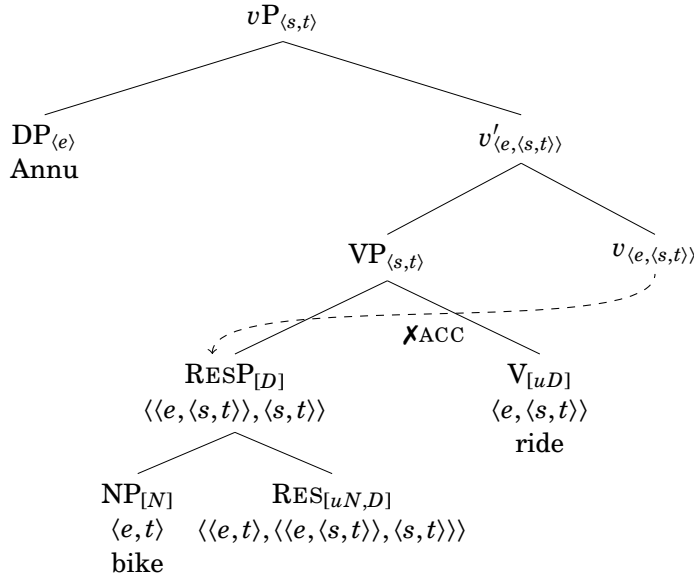 vP⟨s,t⟩
DP⟨e⟩
Annu
v′⟨e,⟨s,t⟩⟩
VP⟨s,t⟩
v⟨e,⟨s,t⟩⟩
✗ACC
RESP[D]
⟨⟨e,⟨s,t⟩⟩,⟨s,t⟩⟩
V[uD]
⟨e,⟨s,t⟩⟩
ride
NP[N]
⟨e,t⟩
bike
RES[uN,D]
⟨⟨e,t⟩,⟨⟨e,⟨s,t⟩⟩,⟨s,t⟩⟩⟩